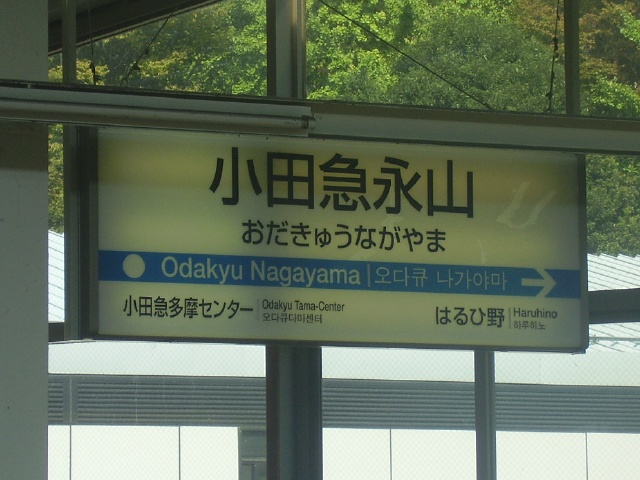 小田急永山
おだきゅうながやま
Odakyu Nagayama 오다큐 나가야마
小田急多摩センター Odakyu Tama-Center
오다큐다마센터
はるひ野 Haruhino
하루히노